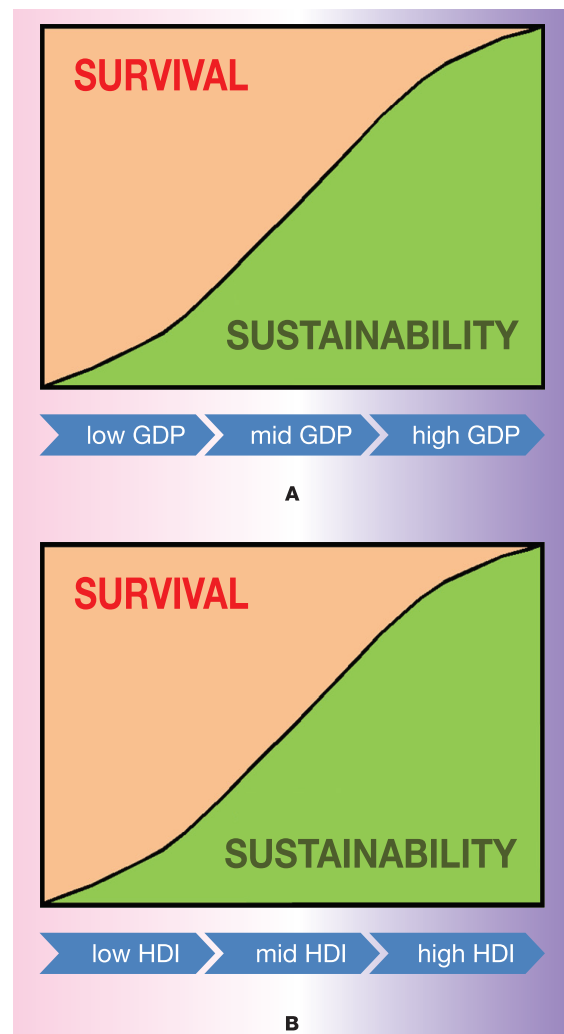 SURVIVAL
SUSTAINABILITY
low GDP mid GDP high GDP
A
SURVIVAL
SUSTAINABILITY
low HDI mid HDI high HDI
B